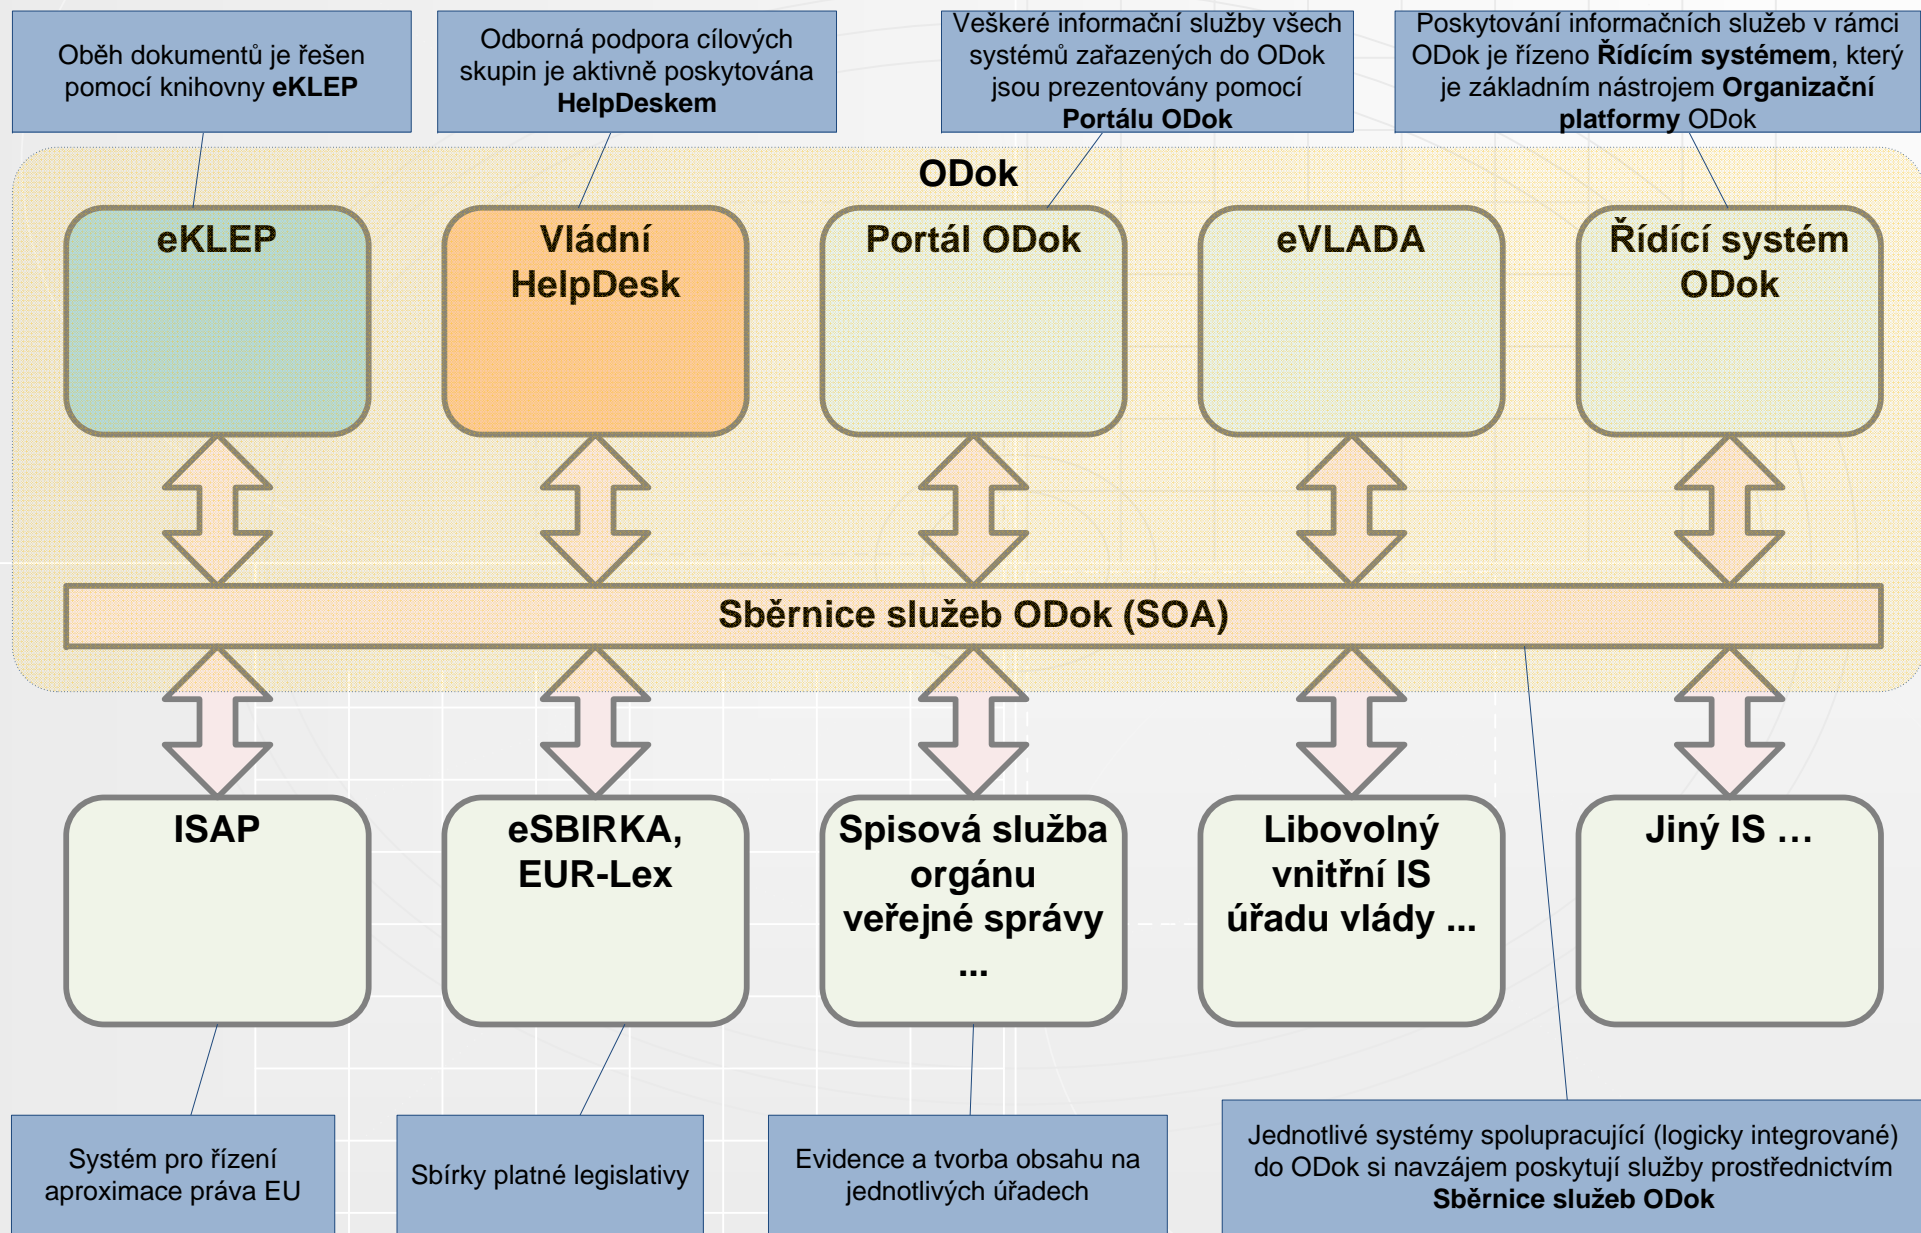 Oběh dokumentů je řešen
pomocí knihovny eKLEP
Odborná podpora cílových
skupin je aktivně poskytována
HelpDeskem
Veškeré informační služby všech
systémů zařazených do ODok
jsou prezentovány pomocí
Portálu ODok
Poskytování informačních služeb v rámci
ODok je řízeno Řídícím systémem, který
je základním nástrojem Organizační
platformy ODok
ODok
eKLEP
Vládní
HelpDesk
Portál ODok
eVLADA
Řídící systém
ODok
Sběrnice služeb ODok (SOA)
ISAP
eSBIRKA,
EUR-Lex
Spisová služba
orgánu
veřejné správy
...
Libovolný
vnitřní IS
úřadu vlády ...
Jiný IS …
Systém pro řízení
aproximace práva EU
Sbírky platné legislativy
Evidence a tvorba obsahu na
jednotlivých úřadech
Jednotlivé systémy spolupracující (logicky integrované)
do ODok si navzájem poskytují služby prostřednictvím
Sběrnice služeb ODok